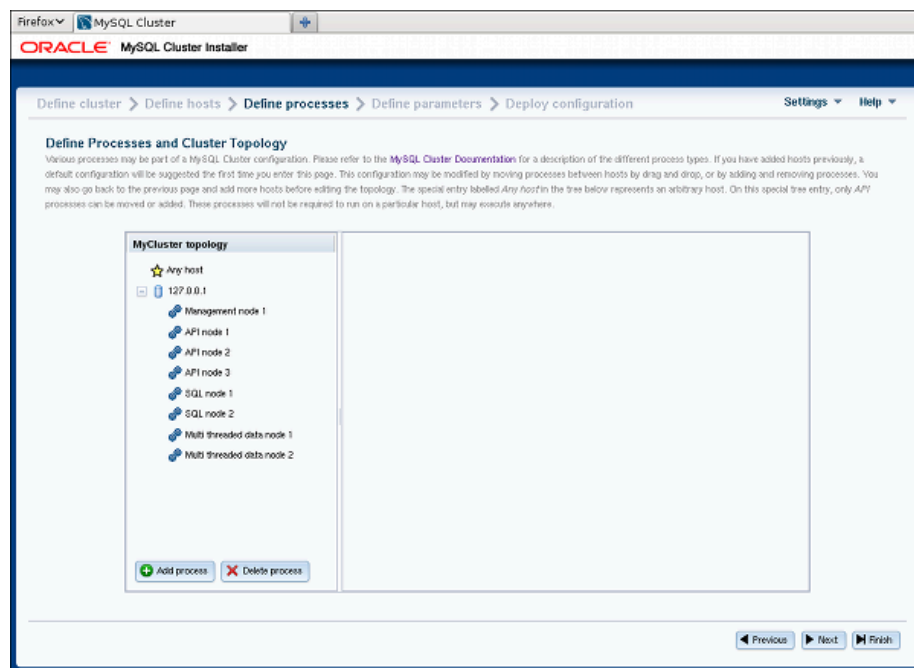 Firefox
MySQL Cluster
ORACLE MySQL Cluster Installer
Define cluster Define hosts Define processes Define parameters Deploy configuration Settings Help
Define Processes and Cluster Topology
Various processes may be part of a MySQL Cluster configuration. Please refer to the MySQL Cluster Documentation for a description of the different process types. If you have added hosts previously, a
default configuration will be suggested the first time you enter this page. This configuration may be modified by moving processes between hosts by drag and drop, or by adding and removing processes. You
may also go back to the previous page and add more hosts before editing the topology. The special entry labelled Any host in the tree below represents an arbitrary host. On this special tree entry, only API
processes can be moved or added. These processes will not be required to run on a particular host, but may execute anywhere.
MyCluster topology
Any host
127.0.0.1
Management node 1
API node 1
API node 2
API node 3
SQL node 1
SQL node 2
Multi threaded data node 1
Multi threaded data node 2
Add process Delete process
Previous Next Finish